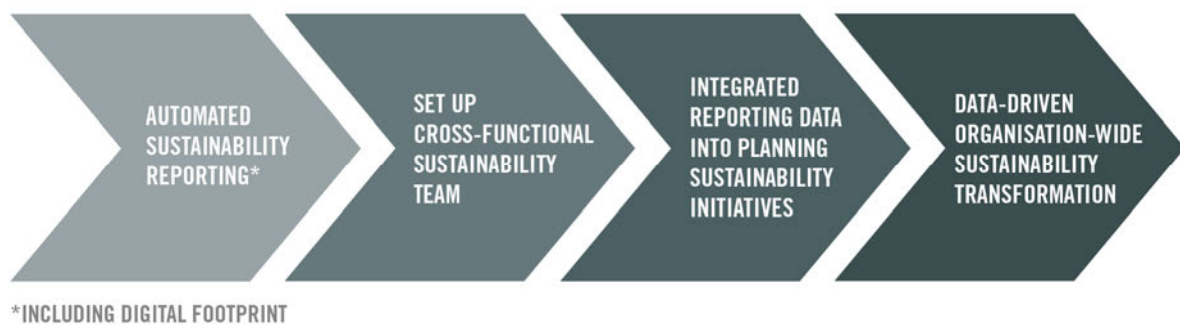 AUTOMATED
SUSTAINABILITY
REPORTING*
SET UP
CROSS-FUNCTIONAL
SUSTAINABILITY
TEAM
INTEGRATED
REPORTING DATA
INTO PLANNING
SUSTAINABILITY
INITIATIVES
DATA-DRIVEN
ORGANISATION-WIDE
SUSTAINABILITY
TRANSFORMATION
*INCLUDING DIGITAL FOOTPRINT